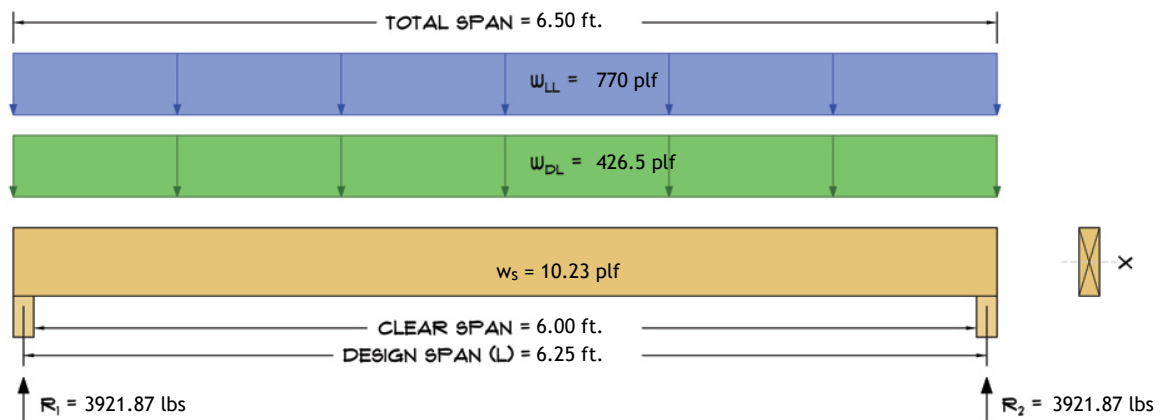 TOTAL SPAN = 6.50 ft.
wLL = 770 plf
wDL = 426.5 plf
ws = 10.23 plf
X
CLEAR SPAN = 6.00 ft.
DESIGN SPAN (L) = 6.25 ft.
R1 = 3921.87 lbs
R2 = 3921.87 lbs